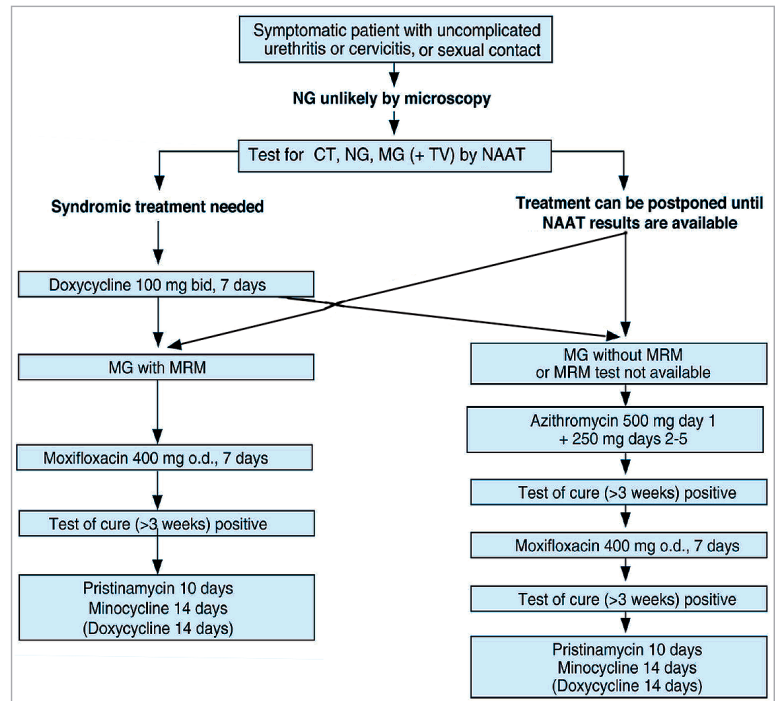 Symptomatic patient with uncomplicated
urethritis or cervicitis, or sexual contact
NG unlikely by microscopy
Test for CT, NG, MG (+ TV) by NAAT
Syndromic treatment needed
Treatment can be postponed until
NAAT results are available
Doxycycline 100 mg bid, 7 days
MG with MRM
MG without MRM
or MRM test not available
Azithromycin 500 mg day 1
+ 250 mg days 2-5
Moxifloxacin 400 mg o.d., 7 days
Test of cure (>3 weeks) positive
Test of cure (>3 weeks) positive
Moxifloxacin 400 mg o.d., 7 days
Pristinamycin 10 days
Minocycline 14 days
(Doxycycline 14 days)
Test of cure (>3 weeks) positive
Pristinamycin 10 days
Minocycline 14 days
(Doxycycline 14 days)